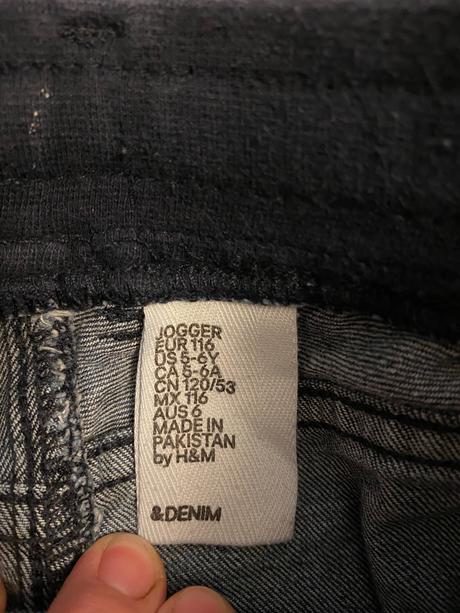 JOGGER
EUR 116
US 5-6Y
CA 5-6A
CN 120/53
MX 116
AUS 6
MADE IN
PAKISTAN
by H&M
&DENIM